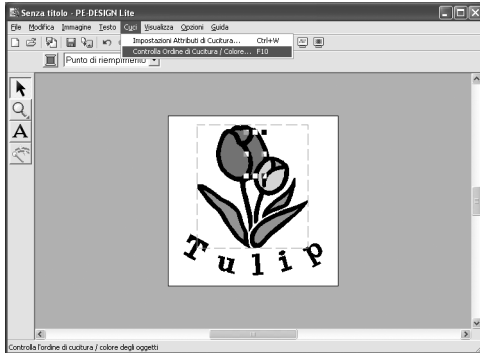 Senza titolo - PE-DESIGN Lite
File Modifica Immagine Testo Cuci Visualizza Opzioni Guida
Impostazioni Attributi di Cucitura... Ctrl+W
Controlla Ordine di Cucitura / Colore... F10
Punto di riempimento
A
Tulip
Controlla l'ordine di cucitura / colore degli oggetti